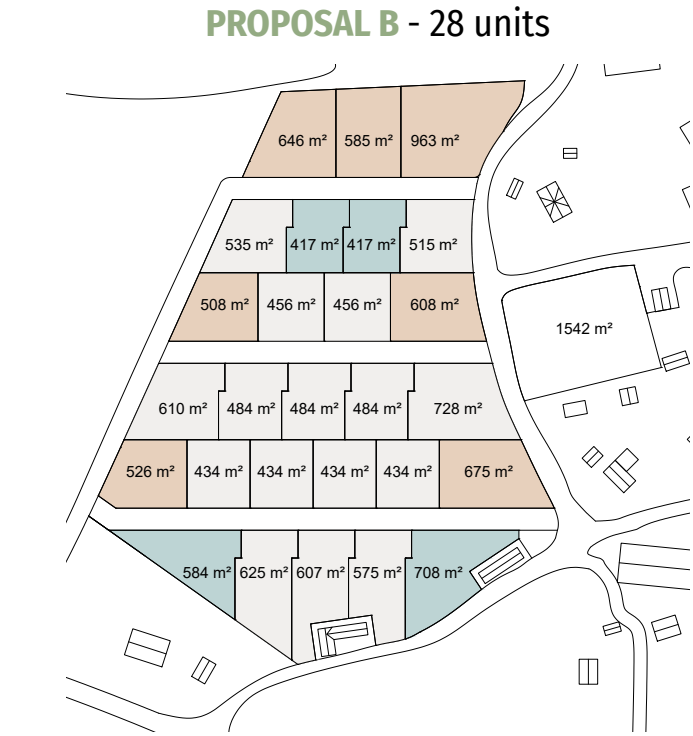 PROPOSAL B - 28 units
646 m² 585 m² 963 m²
535 m² 417 m² 417 m² 515 m²
508 m² 456 m² 456 m² 608 m²
1542 m²
610 m² 484 m² 484 m² 484 m² 728 m²
526 m² 434 m² 434 m² 434 m² 434 m² 675 m²
584 m² 625 m² 607 m² 575 m² 708 m²